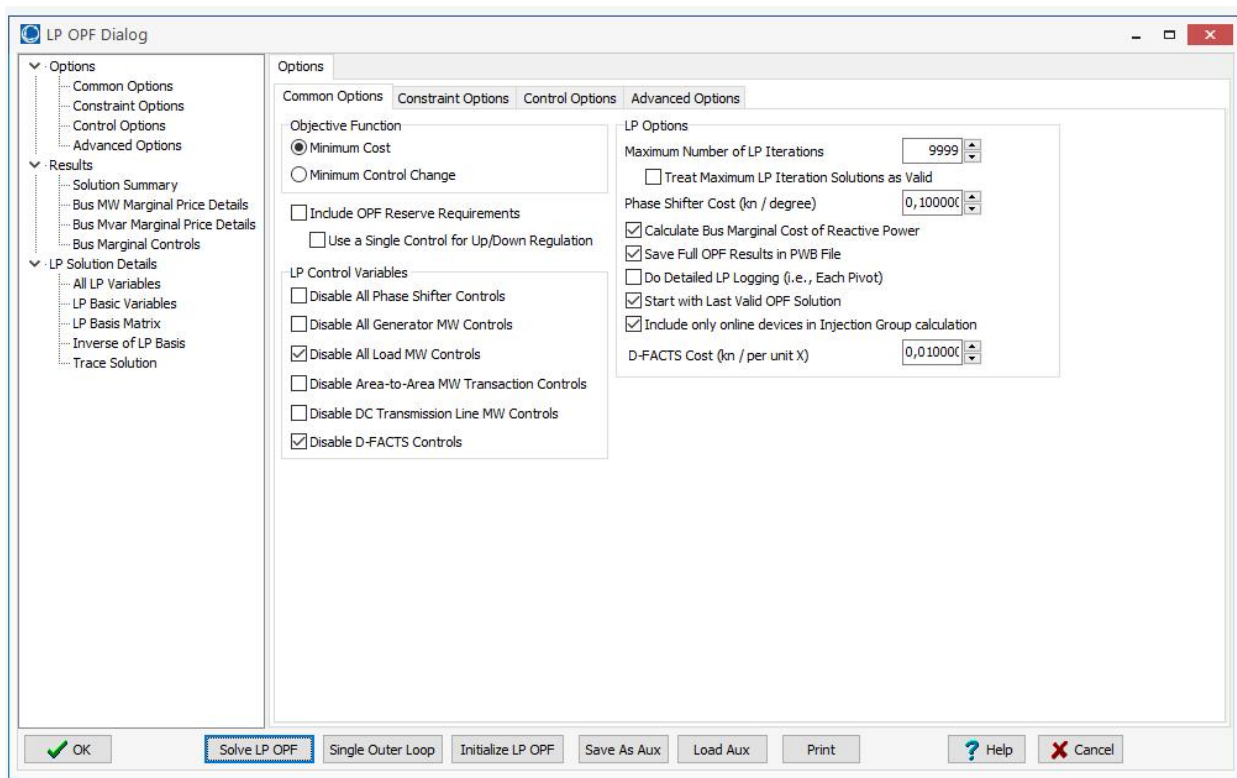 LP OPF Dialog
Options
Common Options
Constraint Options
Control Options
Advanced Options
Results
Solution Summary
Bus MW Marginal Price Details
Bus Mvar Marginal Price Details
Bus Marginal Controls
LP Solution Details
All LP Variables
LP Basic Variables
LP Basis Matrix
Inverse of LP Basis
Trace Solution
Options
Common Options Constraint Options Control Options Advanced Options
Objective Function
Minimum Cost
Minimum Control Change
Include OPF Reserve Requirements
Use a Single Control for Up/Down Regulation
LP Control Variables
Disable All Phase Shifter Controls
Disable All Generator MW Controls
Disable All Load MW Controls
Disable Area-to-Area MW Transaction Controls
Disable DC Transmission Line MW Controls
Disable D-FACTS Controls
LP Options
Maximum Number of LP Iterations 9999
Treat Maximum LP Iteration Solutions as Valid
Phase Shifter Cost (kn / degree)
Calculate Bus Marginal Cost of Reactive Power
Save Full OPF Results in PWB File
Do Detailed LP Logging (i.e., Each Pivot)
Start with Last Valid OPF Solution
Include only online devices in Injection Group calculation
D-FACTS Cost (kn / per unit X)
OK Solve LP OPF Single Outer Loop Initialize LP OPF Save As Aux Load Aux Print Help Cancel